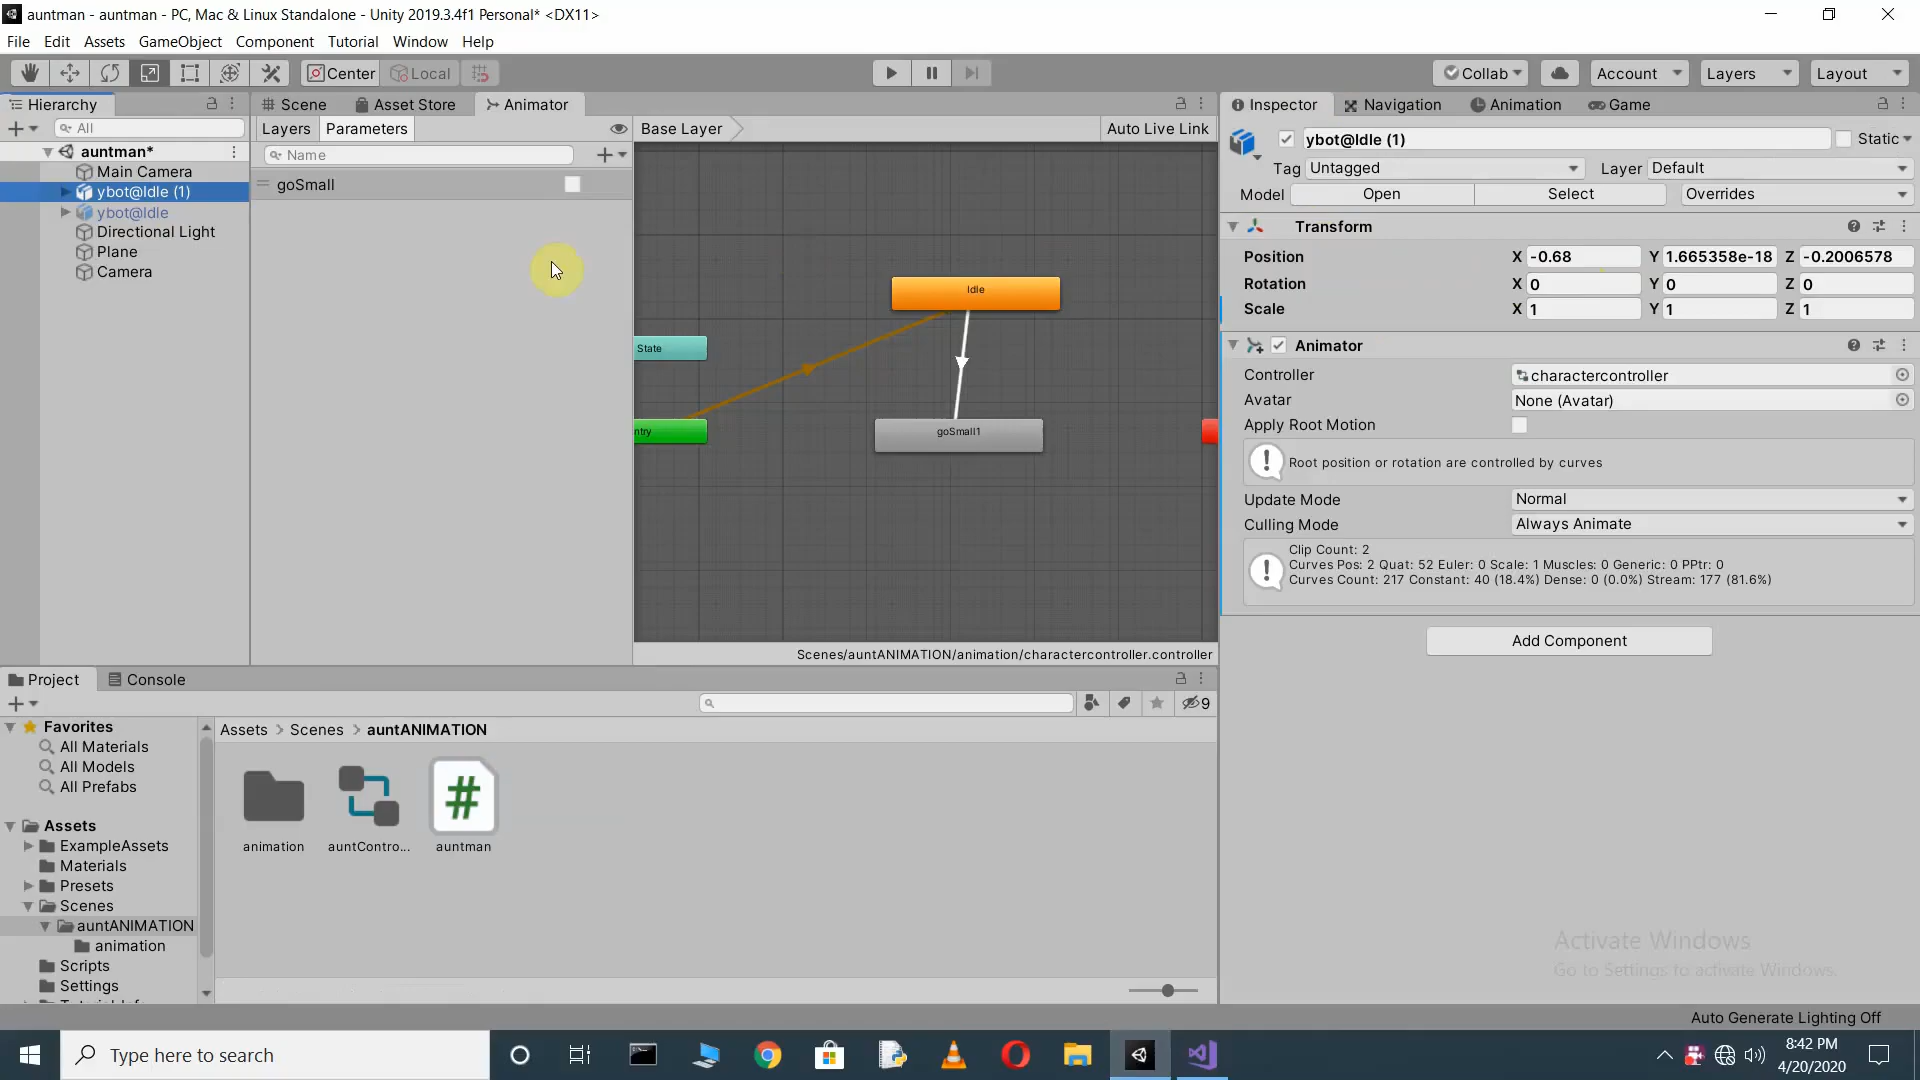 auntman - auntman - PC, Mac & Linux Standalone - Unity 2019.3.4f1 Personal* <DX11>
File Edit Assets GameObject Component Tutorial Window Help
Center Local Collab Account Layers Layout
Hierarchy Scene Asset Store Animator Inspector Navigation Animation Game
All Layers Parameters Base Layer Auto Live Link
ybot@Idle (1) Static
auntman* Name
Main Camera Tag Untagged Layer Default
ybot@Idle (1) goSmall Model Open Select Overrides
ybot@Idle
Directional Light Transform
Plane Position X -0.68 Y 1.665358e-18 Z -0.2006578
Camera Rotation X 0 Y 0 Z 0
Idle Scale X 1 Y 1 Z 1
State Animator
Controller charactercontroller
Avatar None (Avatar)
ntry goSmall1 Apply Root Motion
Root position or rotation are controlled by curves
Update Mode Normal
Culling Mode Always Animate
Clip Count: 2
Curves Pos: 2 Quat: 52 Euler: 0 Scale: 1 Muscles: 0 Generic: 0 PPtr: 0
Curves Count: 217 Constant: 40 (18.4%) Dense: 0 (0.0%) Stream: 177 (81.6%)
Add Component
Scenes/auntANIMATION/animation/charactercontroller.controller
Project Console
9
Favorites
Assets > Scenes > auntANIMATION
All Materials
All Models
All Prefabs
Assets
ExampleAssets
Materials
Presets
Scenes
auntANIMATION
animation
Scripts
Settings
animation auntContro... auntman
Activate Windows
Go to Settings to activate Windows.
Auto Generate Lighting Off
Type here to search
8:42 PM
4/20/2020